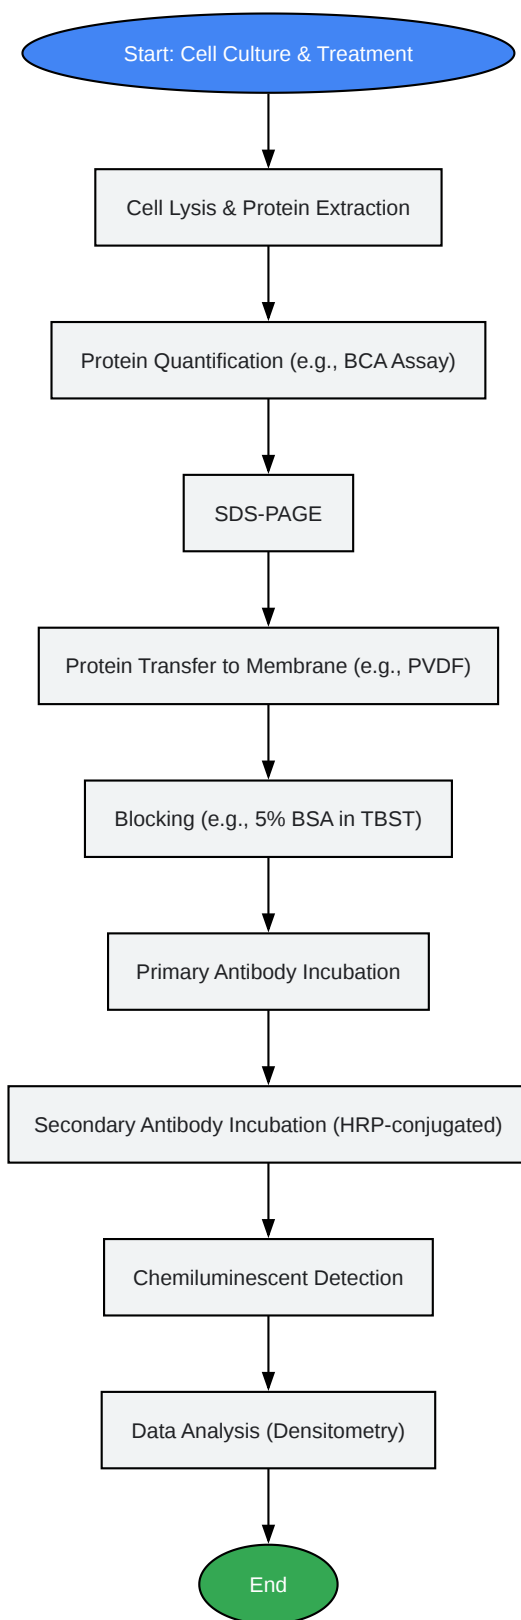 Start: Cell Culture & Treatment
Cell Lysis & Protein Extraction
Protein Quantification (e.g., BCA Assay)
SDS-PAGE
Protein Transfer to Membrane (e.g., PVDF)
Blocking (e.g., 5% BSA in TBST)
Primary Antibody Incubation
Secondary Antibody Incubation (HRP-conjugated)
Chemiluminescent Detection
Data Analysis (Densitometry)
End